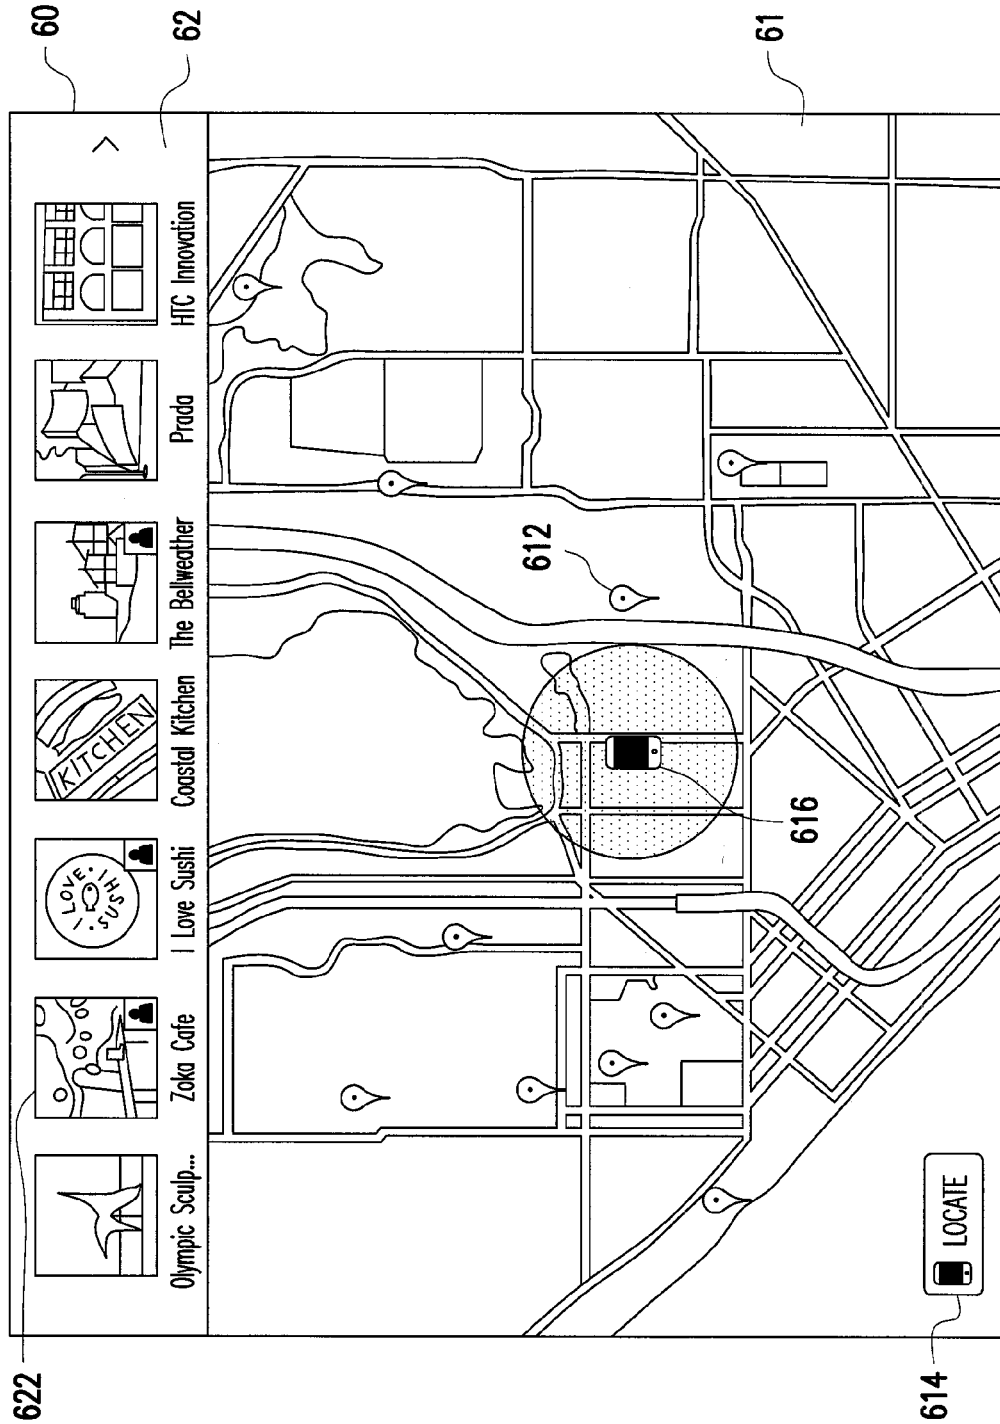 60
62
61
622
Olympic Sculp...
Zoka Cafe
I Love Sushi
I LOVE • SUSHI •
Coastal Kitchen
KITCHEN
The Bellweather
Prada
HTC Innovation
612
616
614
LOCATE